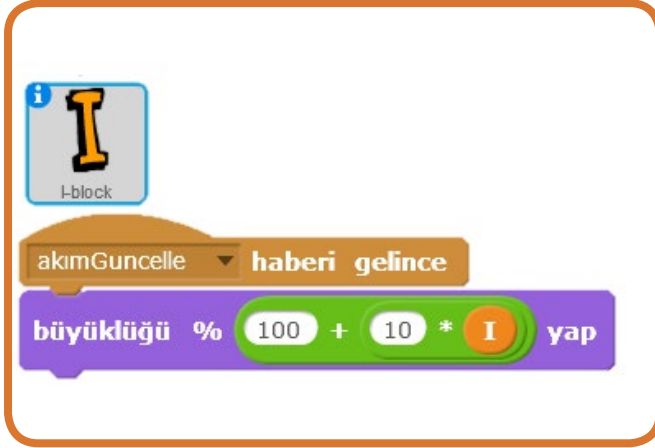 i
I
I-block
akımGuncelle haberi gelince
büyüklüğü % 100 + 10 * I yap